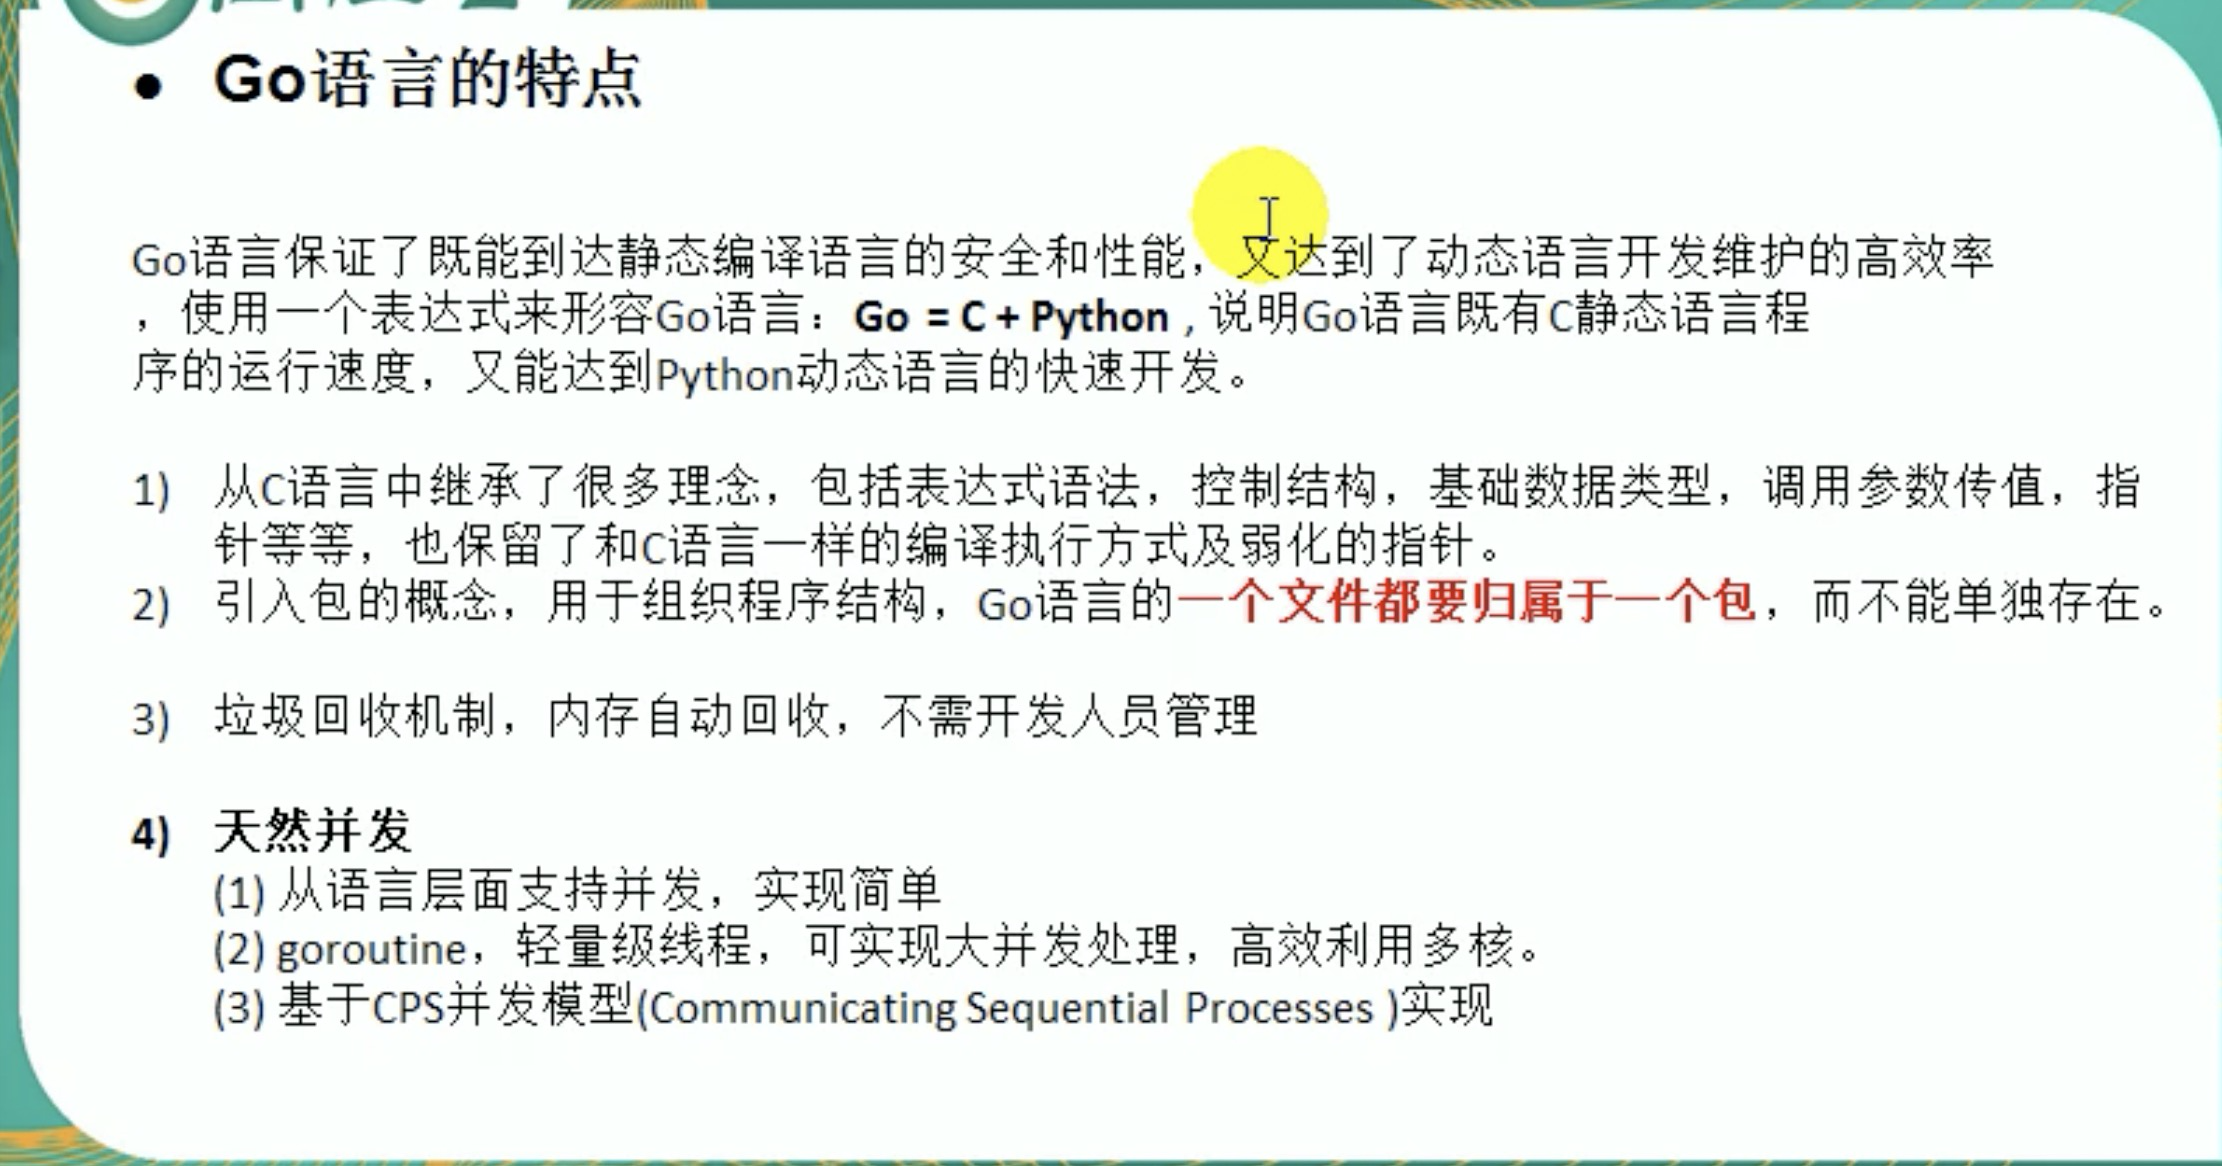 ● Go语言的特点
Go语言保证了既能到达静态编译语言的安全和性能，又达到了动态语言开发维护的高效率
，使用一个表达式来形容Go语言：Go = C + Python , 说明Go语言既有C静态语言程
序的运行速度，又能达到Python动态语言的快速开发。
1) 从C语言中继承了很多理念，包括表达式语法，控制结构，基础数据类型，调用参数传值，指
针等等，也保留了和C语言一样的编译执行方式及弱化的指针。
2) 引入包的概念，用于组织程序结构，Go语言的一个文件都要归属于一个包，而不能单独存在。
3) 垃圾回收机制，内存自动回收，不需开发人员管理
4) 天然并发
(1) 从语言层面支持并发，实现简单
(2) goroutine，轻量级线程，可实现大并发处理，高效利用多核。
(3) 基于CPS并发模型(Communicating Sequential Processes )实现